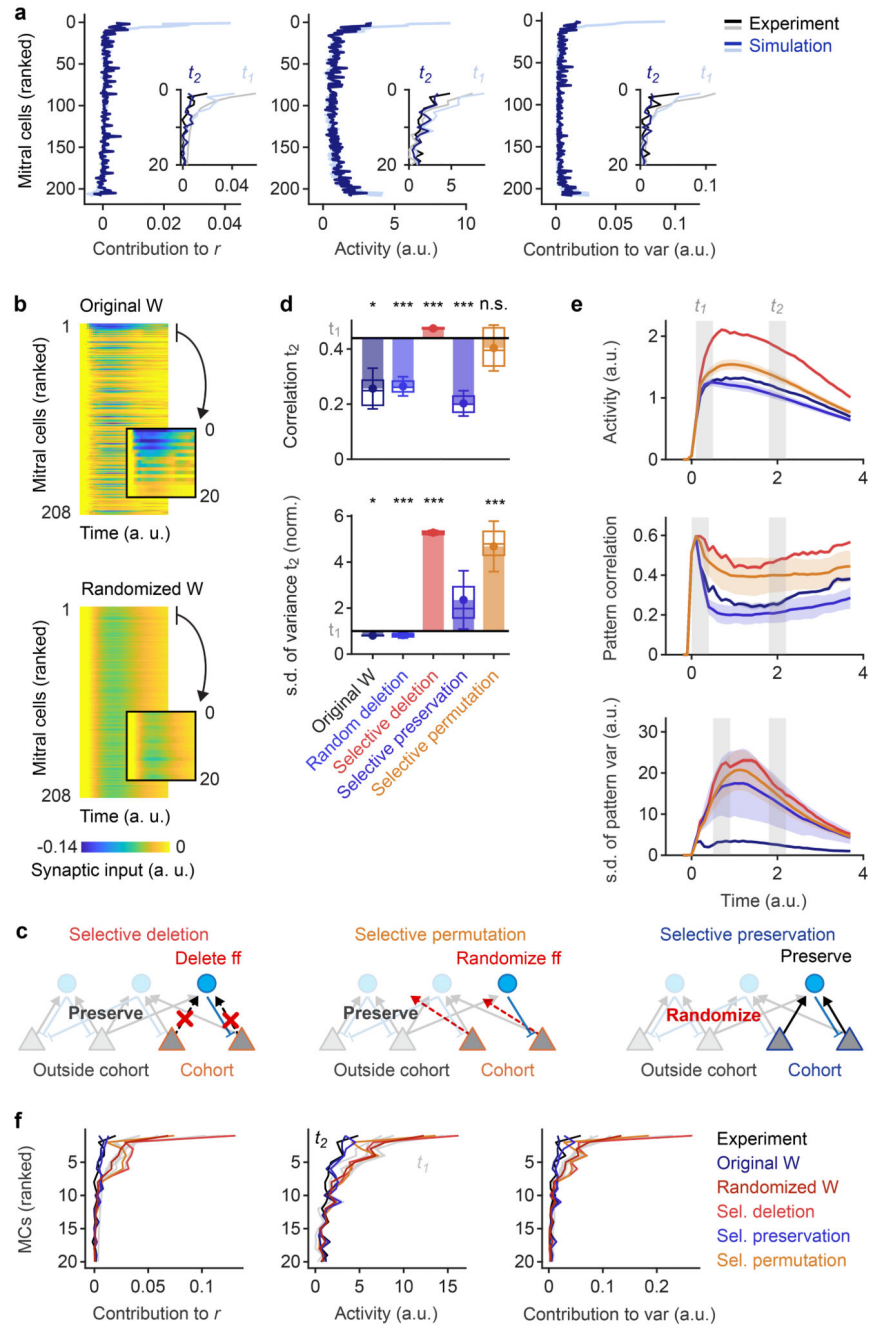 a
Experiment
Simulation
Mitral cells (ranked)
0
50
100
150
200
t2
t1
0
20
0
0.04
0
0.02
0.04
Contribution to r
0
50
100
150
200
t2
t1
0
20
0
5
0
5
10
Activity (a.u.)
0
50
100
150
200
t2
t1
0
20
0
0.1
0
0.05
0.1
Contribution to var (a.u.)
b
Original W
1
Mitral cells (ranked)
208
0
20
Time (a. u.)
Randomized W
1
Mitral cells (ranked)
208
0
20
Time (a. u.)
-0.14
0
Synaptic input (a. u.)
d
* *** *** *** n.s.
t1
0.4
0.2
0
Correlation t2
* *** *** ***
6
4
2
t1
0
s.d. of variance t2 (norm.)
Original W
Random deletion
Selective deletion
Selective preservation
Selective permutation
e
t1
t2
2
1
0
Activity (a.u.)
0
2
4
0.6
0.4
0.2
0
Pattern correlation
0
2
4
30
20
10
0
s.d. of pattern var (a.u.)
0
2
4
Time (a.u.)
c
Selective deletion
Delete ff
Preserve
Outside cohort
Cohort
Selective permutation
Randomize ff
Preserve
Outside cohort
Cohort
Selective preservation
Preserve
Randomize
Outside cohort
Cohort
f
MCs (ranked)
5
10
15
20
0
0.05
0.1
Contribution to r
t2
t1
5
10
15
20
0
5
10
15
Activity (a.u.)
5
10
15
20
0
0.1
0.2
Contribution to var (a.u.)
Experiment
Original W
Randomized W
Sel. deletion
Sel. preservation
Sel. permutation